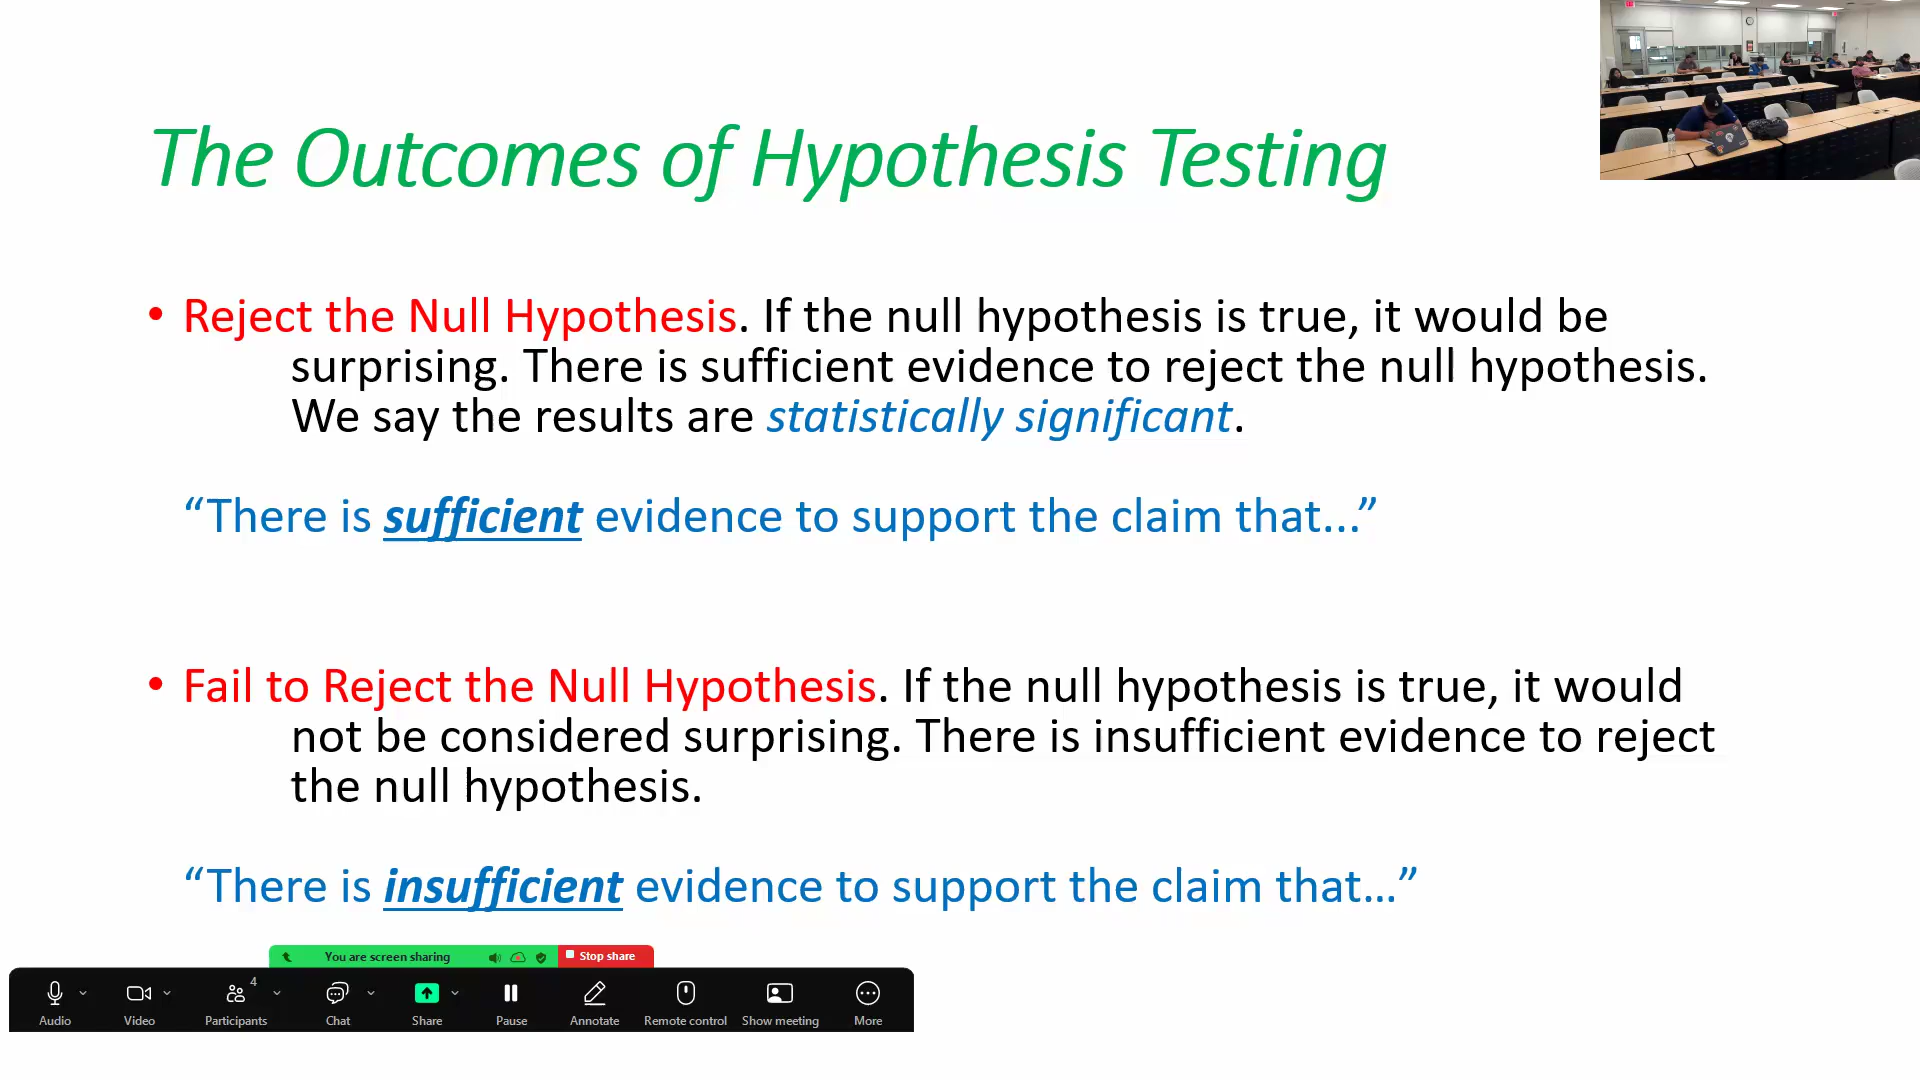 The Outcomes of Hypothesis Testing
• Reject the Null Hypothesis. If the null hypothesis is true, it would be
surprising. There is sufficient evidence to reject the null hypothesis.
We say the results are statistically significant.
“There is sufficient evidence to support the claim that...”
• Fail to Reject the Null Hypothesis. If the null hypothesis is true, it would
not be considered surprising. There is insufficient evidence to reject
the null hypothesis.
“There is insufficient evidence to support the claim that…”
You are screen sharing Stop share
4
Audio Video Participants Chat Share Pause Annotate Remote control Show meeting More